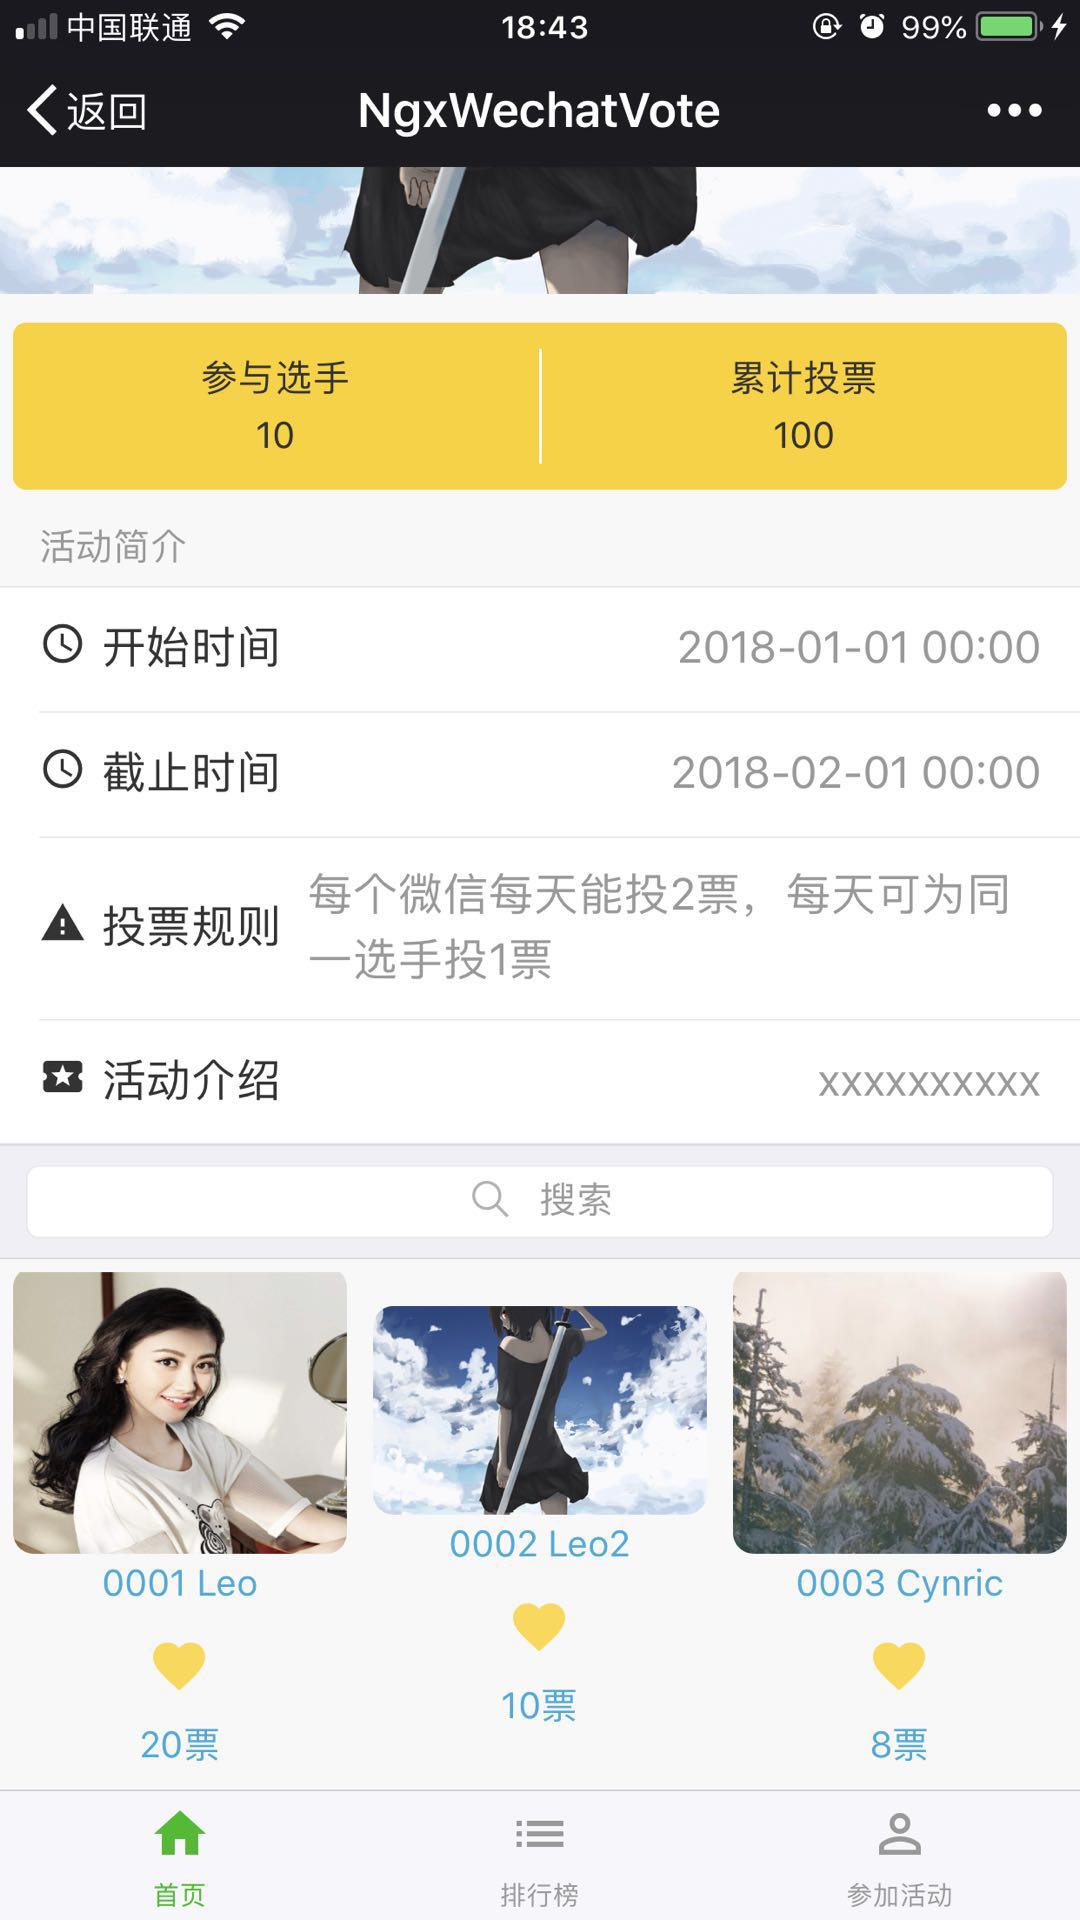 中国联通 18:43 99%
返回 NgxWechatVote
参与选手 累计投票
10 100
活动简介
开始时间 2018-01-01 00:00
截止时间 2018-02-01 00:00
投票规则 每个微信每天能投2票，每天可为同
一选手投1票
活动介绍 xxxxxxxxxx
搜索
0001 Leo
20票
0002 Leo2
10票
0003 Cynric
8票
首页 排行榜 参加活动